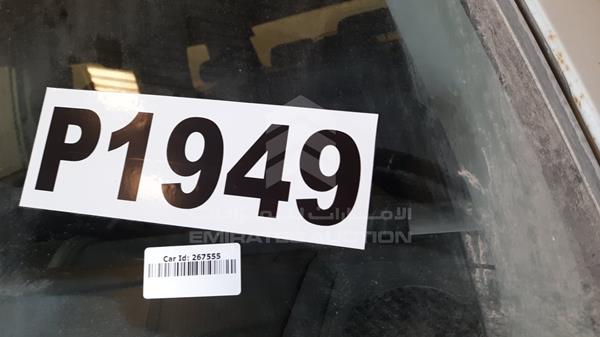 P1949
الإمارات للمزادات
EMIRATES AUCTION
Car Id: 267555